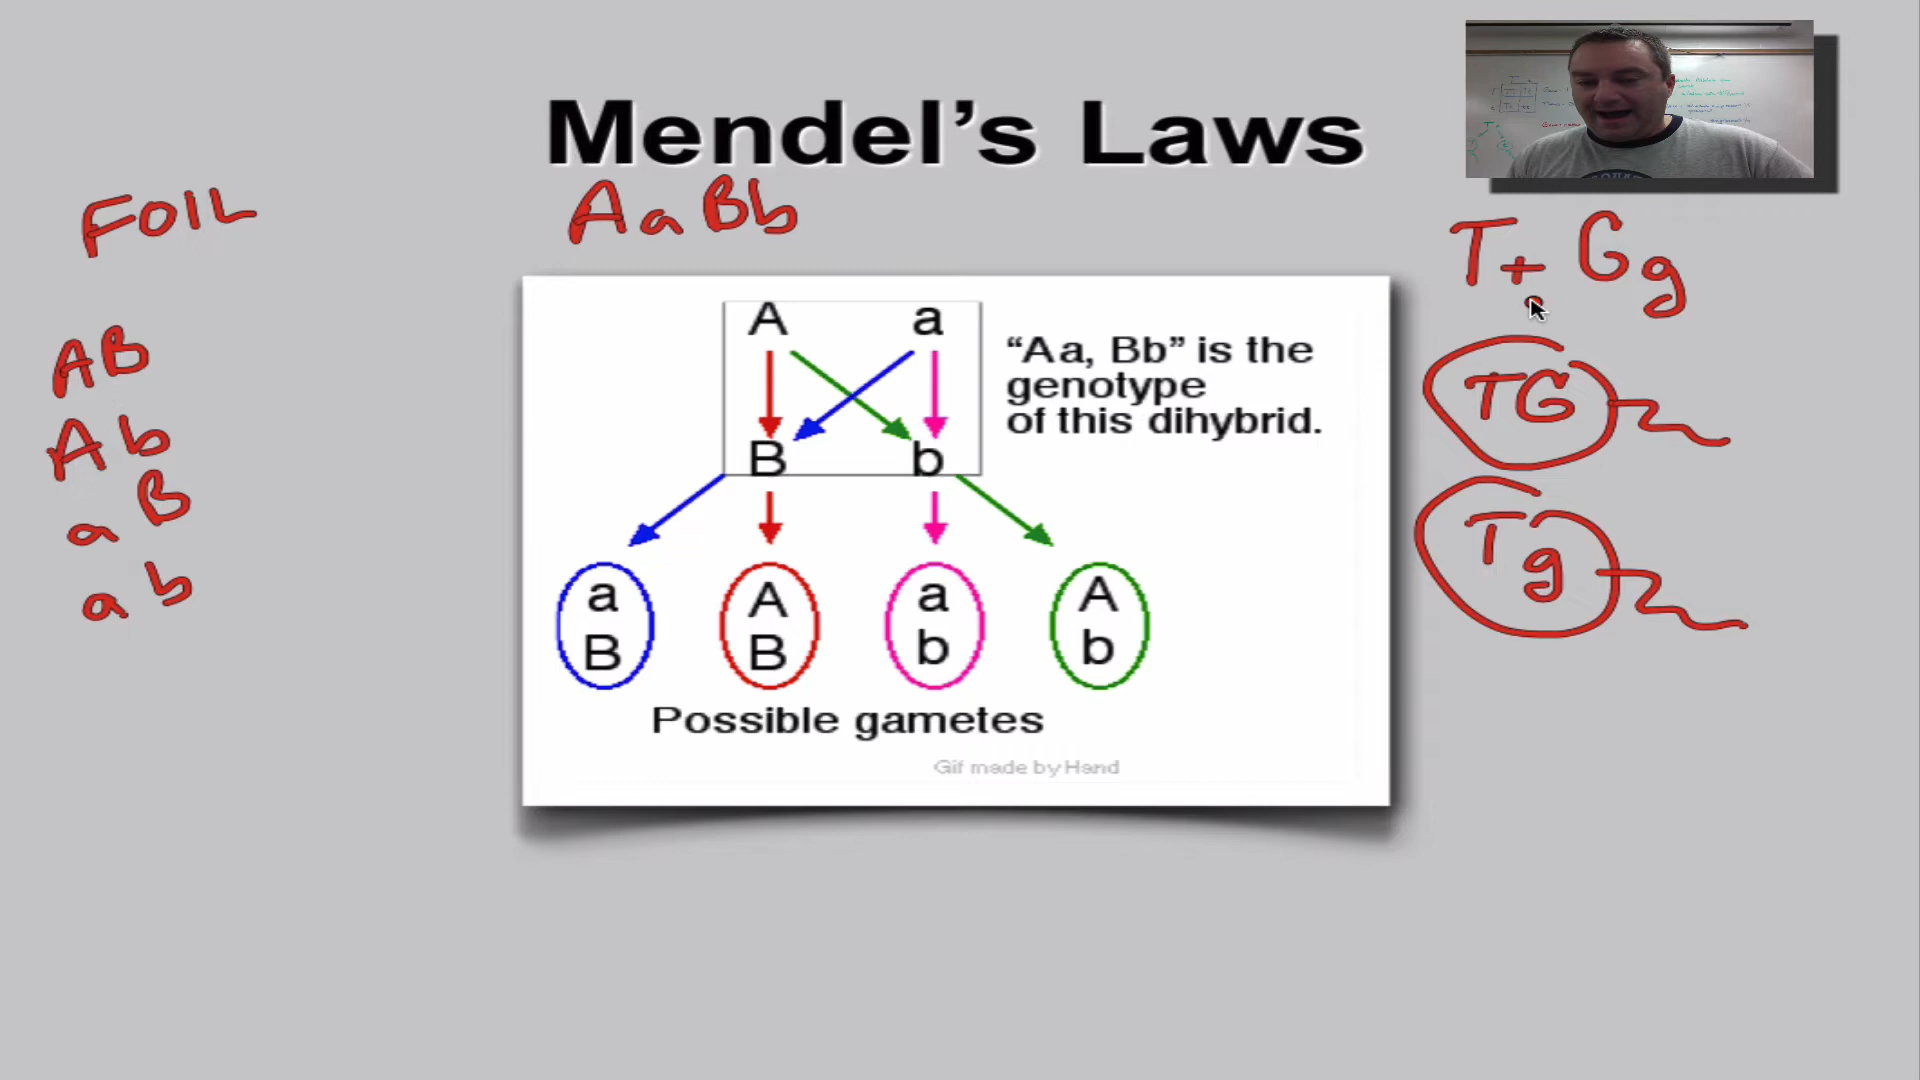 Mendel's Laws
FOIL
AaBb
Tt Gg
AB
Ab
aB
ab
A a
B b
"Aa, Bb" is the
genotype
of this dihybrid.
a A a A
B B b b
Possible gametes
Gif made by Hand
TG
Tg